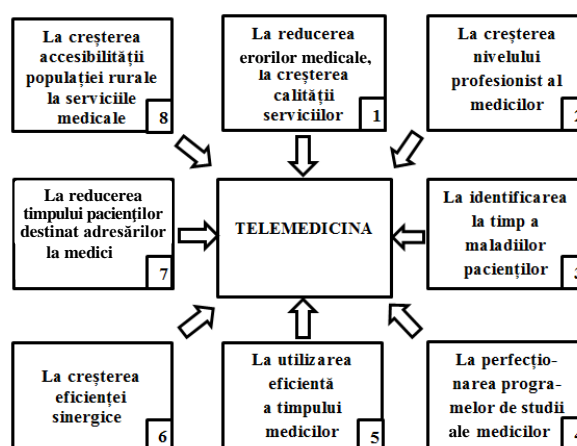 La creșterea
accesibilității
populației rurale
la serviciile
medicale
8
La reducerea
erorilor medicale,
la creșterea
calității
serviciilor
1
La creșterea
nivelului
profesionist al
medicilor
2
La reducerea
timpului pacienților
destinat adresărilor
la medici
7
TELEMEDICINA
La identificarea
la timp a
maladiilor
pacienților
3
La creșterea
eficienței
sinergice
6
La utilizarea
eficientă
a timpului
medicilor
5
La perfecțio-
narea progra-
melor de studii
ale medicilor
4